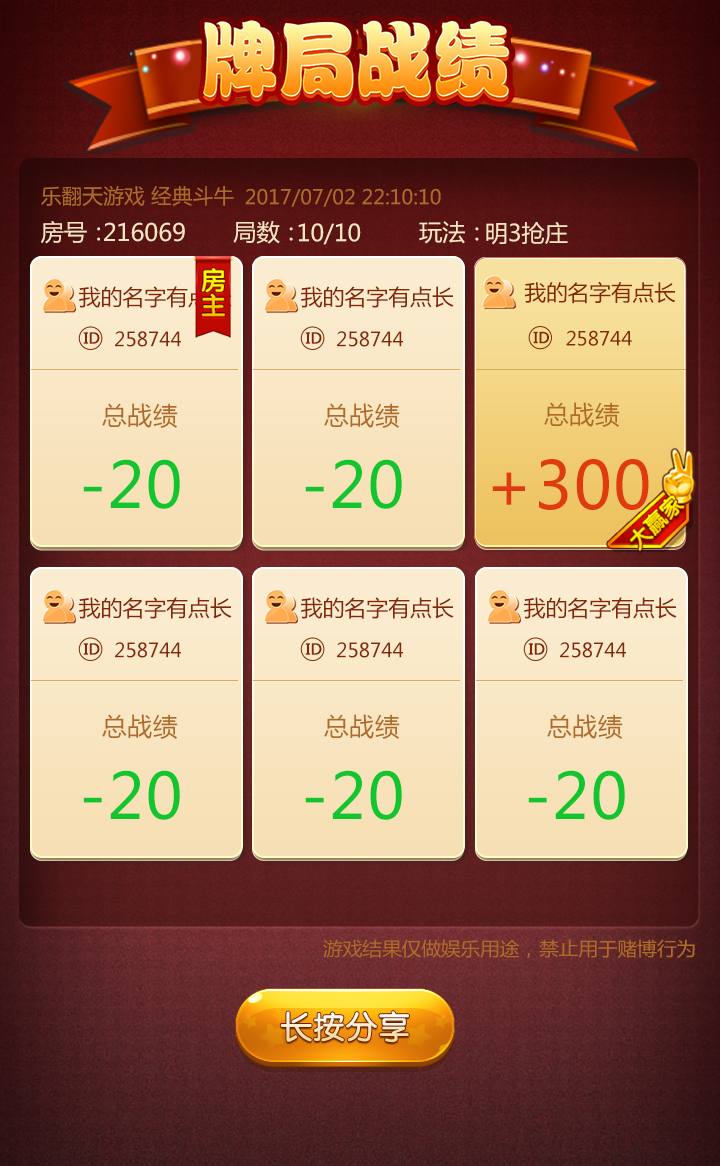 牌局战绩
乐翻天游戏 经典斗牛 2017/07/02 22:10:10
房号 :216069 局数 :10/10 玩法 : 明3抢庄
我的名字有点 房主
ID 258744
总战绩
-20
我的名字有点长
ID 258744
总战绩
-20
我的名字有点长
ID 258744
总战绩
+300
大赢家
我的名字有点长
ID 258744
总战绩
-20
我的名字有点长
ID 258744
总战绩
-20
我的名字有点长
ID 258744
总战绩
-20
游戏结果仅做娱乐用途，禁止用于赌博行为
长按分享